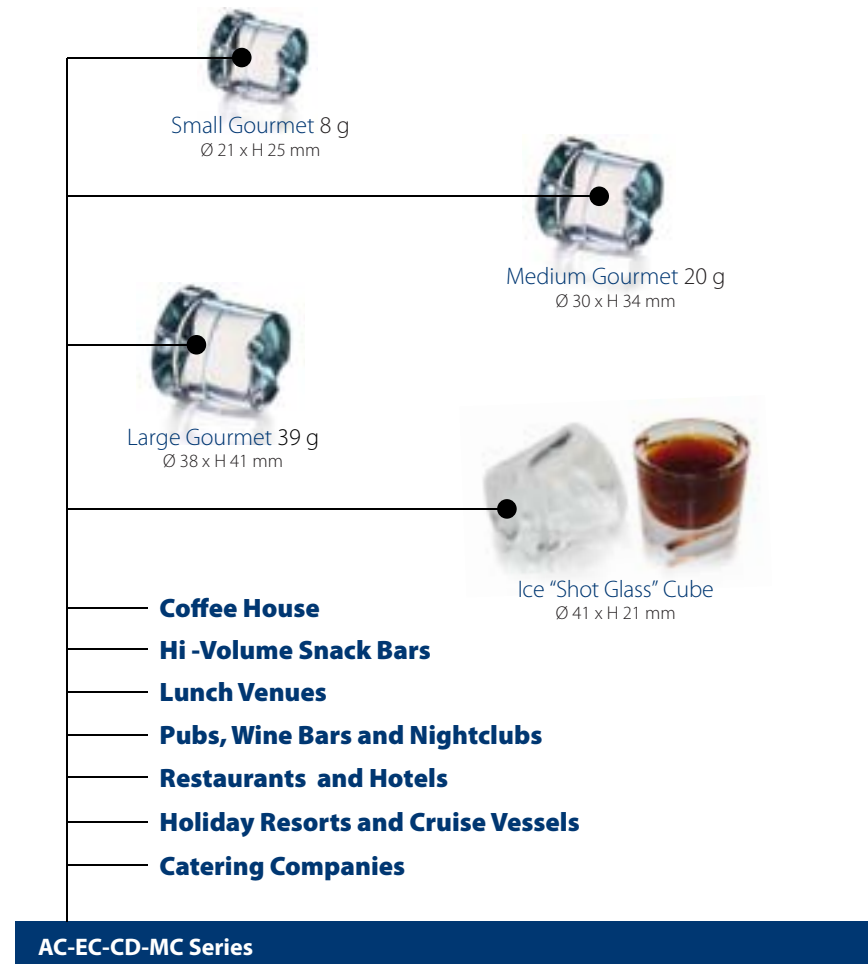 Small Gourmet 8 g
Ø 21 x H 25 mm
Medium Gourmet 20 g
Ø 30 x H 34 mm
Large Gourmet 39 g
Ø 38 x H 41 mm
Ice “Shot Glass” Cube
Ø 41 x H 21 mm
Coffee House
Hi -Volume Snack Bars
Lunch Venues
Pubs, Wine Bars and Nightclubs
Restaurants and Hotels
Holiday Resorts and Cruise Vessels
Catering Companies
AC-EC-CD-MC Series